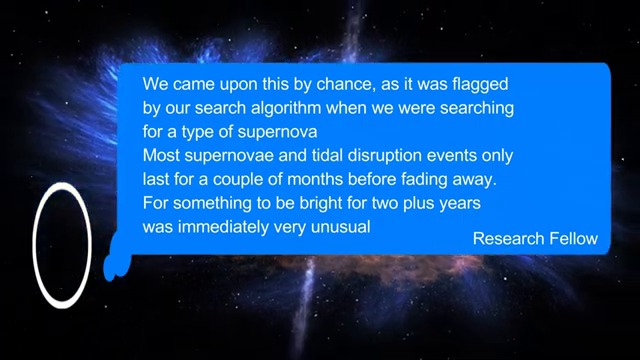 We came upon this by chance, as it was flagged
by our search algorithm when we were searching
for a type of supernova
Most supernovae and tidal disruption events only
last for a couple of months before fading away.
For something to be bright for two plus years
was immediately very unusual
Research Fellow